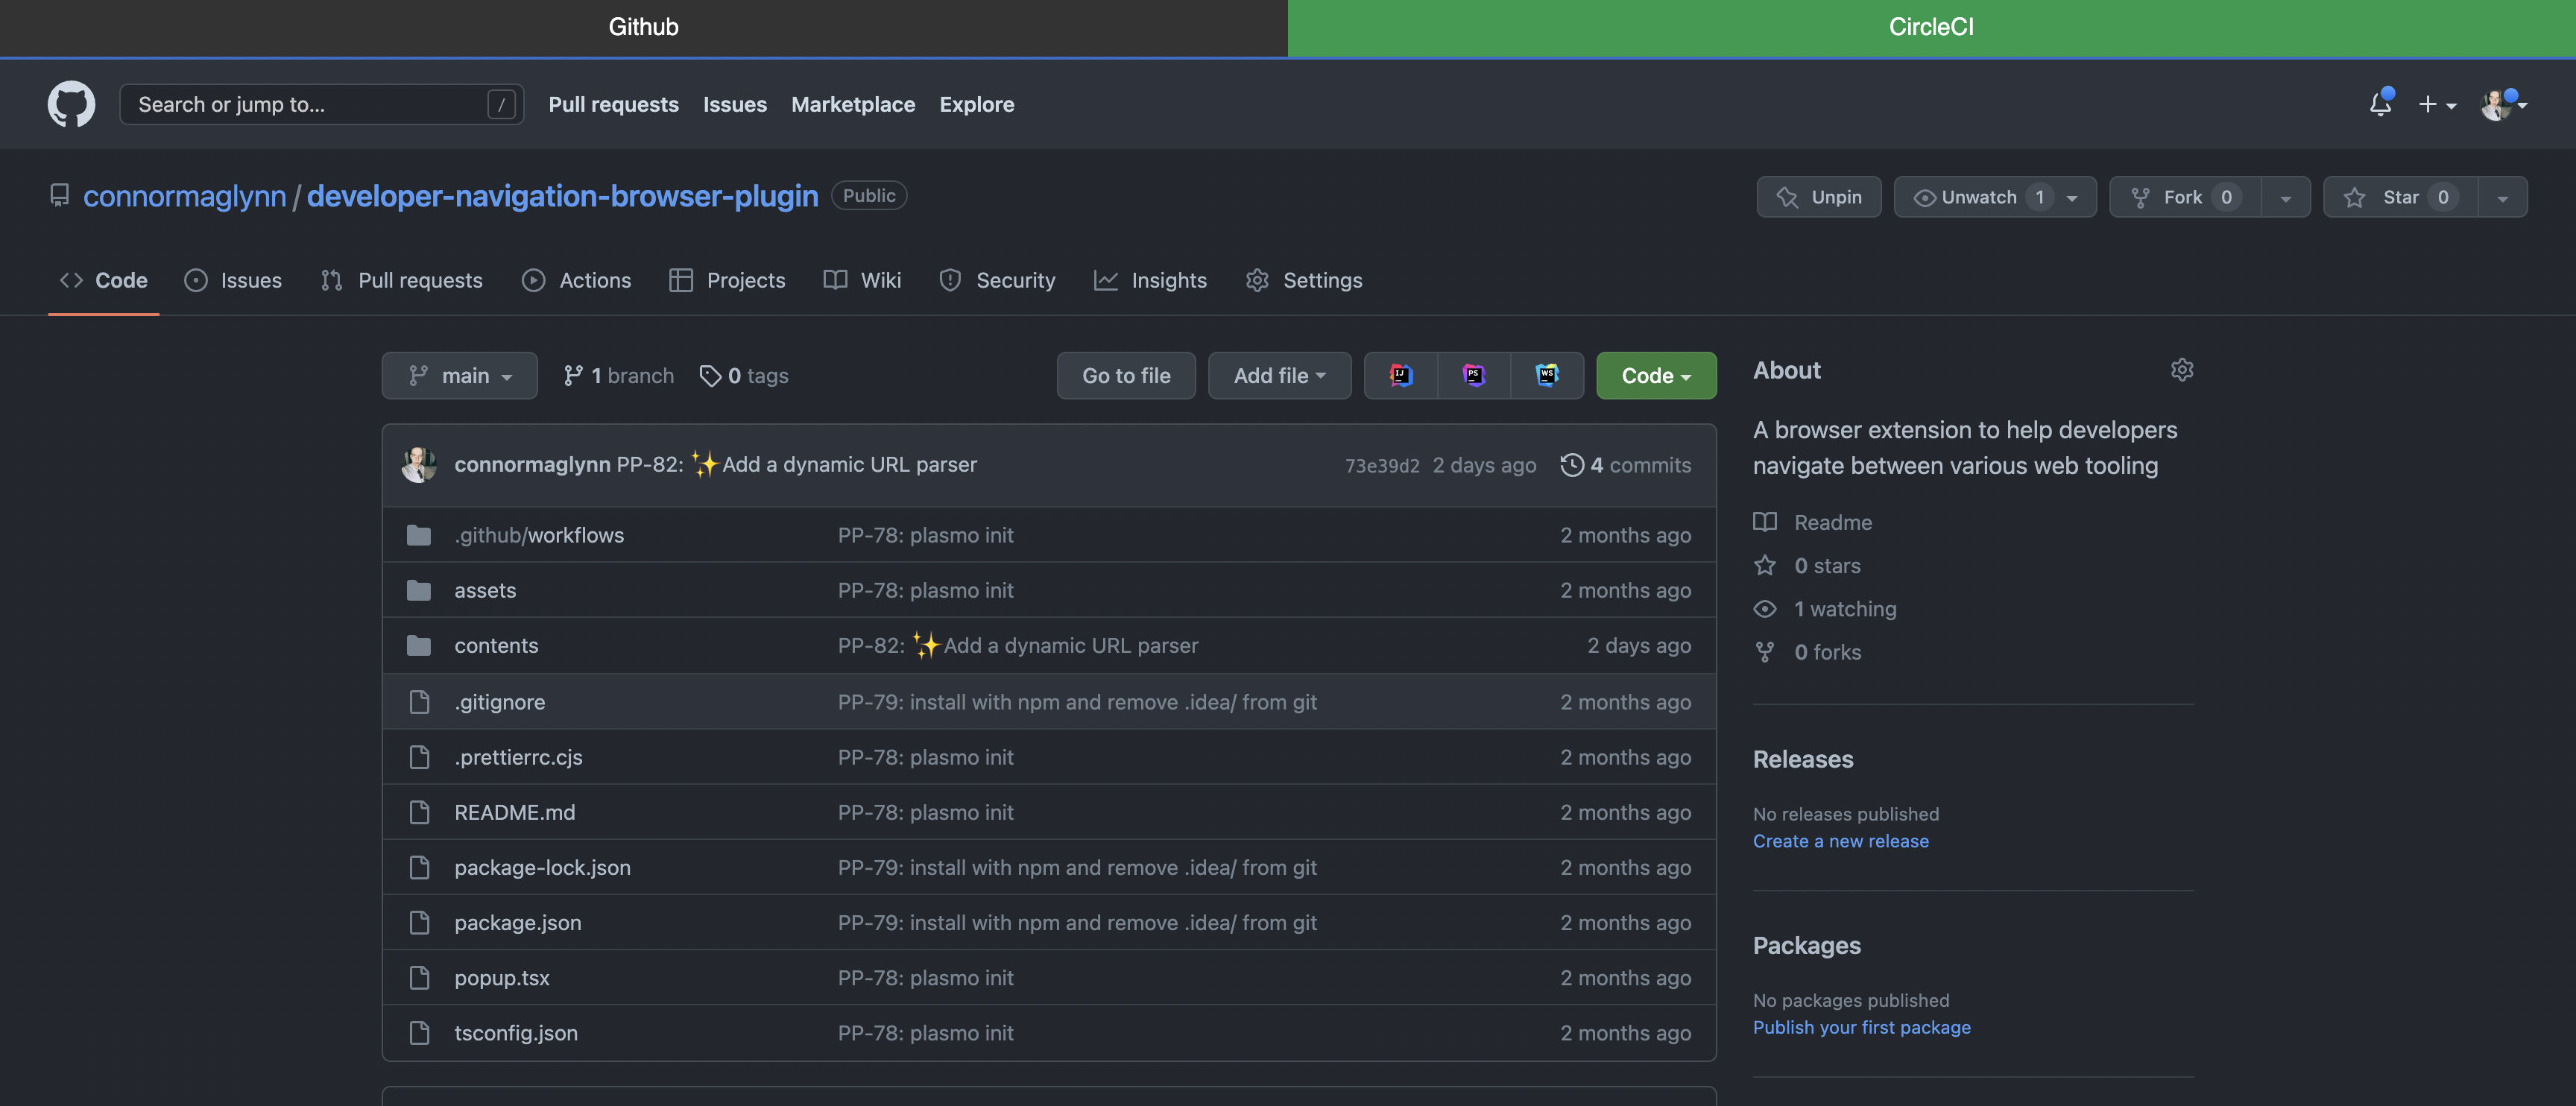 Github CircleCI
Search or jump to... / Pull requests Issues Marketplace Explore
connormaglynn / developer-navigation-browser-plugin Public Unpin Unwatch 1 Fork 0 Star 0
Code Issues Pull requests Actions Projects Wiki Security Insights Settings
main 1 branch 0 tags Go to file Add file IJ PS WS Code
connormaglynn PP-82: ✨Add a dynamic URL parser 73e39d2 2 days ago 4 commits
.github/workflows PP-78: plasmo init 2 months ago
assets PP-78: plasmo init 2 months ago
contents PP-82: ✨Add a dynamic URL parser 2 days ago
.gitignore PP-79: install with npm and remove .idea/ from git 2 months ago
.prettierrc.cjs PP-78: plasmo init 2 months ago
README.md PP-78: plasmo init 2 months ago
package-lock.json PP-79: install with npm and remove .idea/ from git 2 months ago
package.json PP-79: install with npm and remove .idea/ from git 2 months ago
popup.tsx PP-78: plasmo init 2 months ago
tsconfig.json PP-78: plasmo init 2 months ago
About
A browser extension to help developers
navigate between various web tooling
Readme
0 stars
1 watching
0 forks
Releases
No releases published
Create a new release
Packages
No packages published
Publish your first package